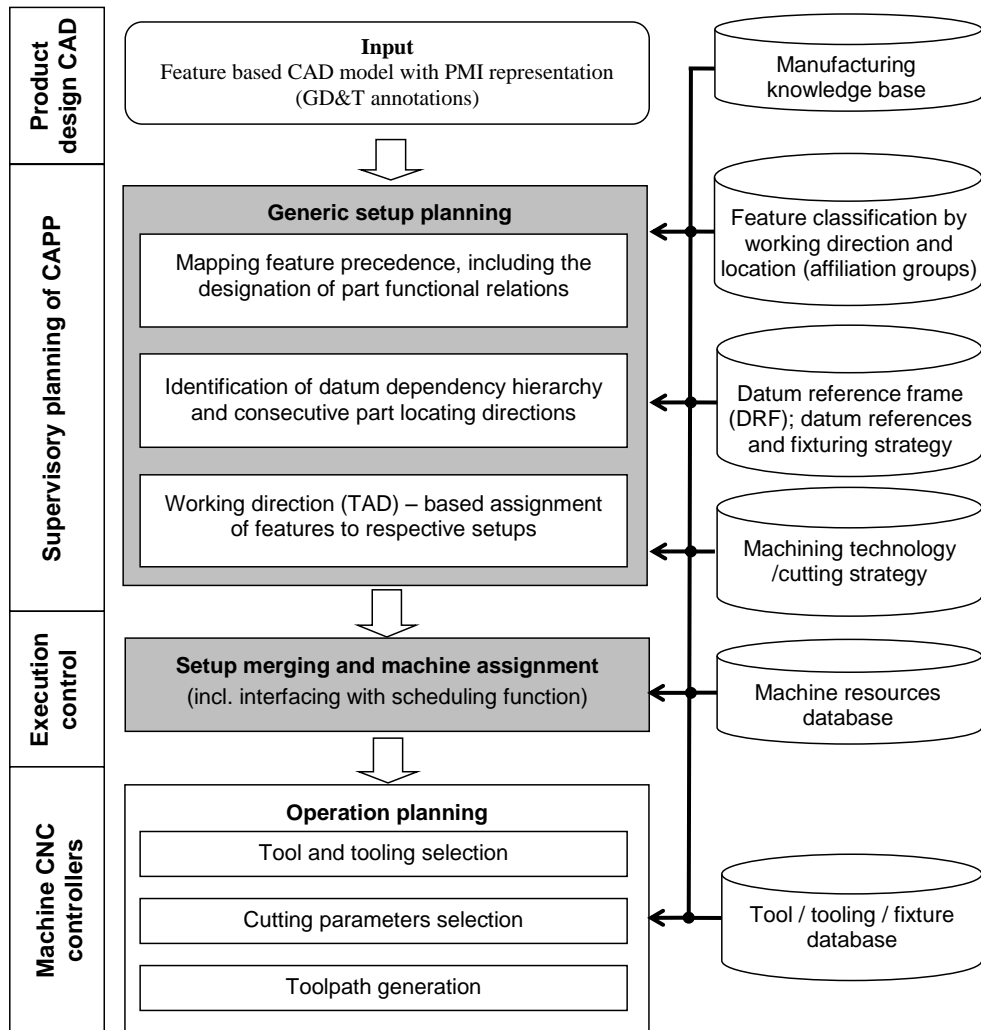 Product
design CAD
Input
Feature based CAD model with PMI representation
(GD&T annotations)
Manufacturing
knowledge base
Supervisory planning of CAPP
Generic setup planning
Mapping feature precedence, including the
designation of part functional relations
Identification of datum dependency hierarchy
and consecutive part locating directions
Working direction (TAD) – based assignment
of features to respective setups
Feature classification by
working direction and
location (affiliation groups)
Datum reference frame
(DRF); datum references
and fixturing strategy
Machining technology
/cutting strategy
Execution
control
Setup merging and machine assignment
(incl. interfacing with scheduling function)
Machine resources
database
Machine CNC
controllers
Operation planning
Tool and tooling selection
Cutting parameters selection
Toolpath generation
Tool / tooling / fixture
database